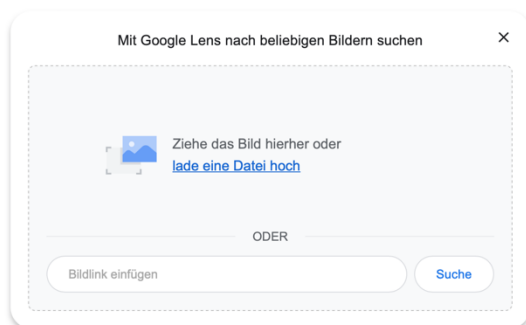 Mit Google Lens nach beliebigen Bildern suchen
Ziehe das Bild hierher oder
lade eine Datei hoch
ODER
Bildlink einfügen
Suche